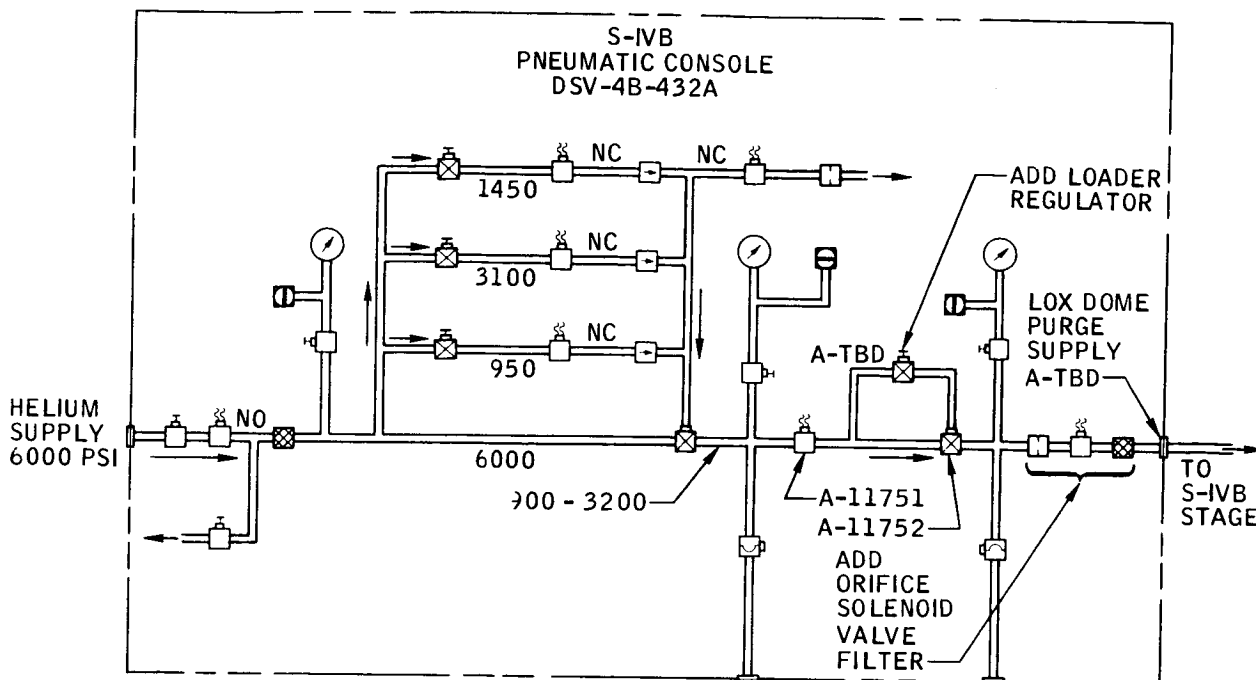 S-IVB
PNEUMATIC CONSOLE
DSV-4B-432A
NC
NC
1450
ADD LOADER
REGULATOR
NC
3100
LOX DOME
PURGE
SUPPLY
A-TBD
NC
950
A-TBD
HELIUM
SUPPLY
6000 PSI
NO
6000
900 - 3200
A-11751
A-11752
TO
S-IVB
STAGE
ADD
ORIFICE
SOLENOID
VALVE
FILTER